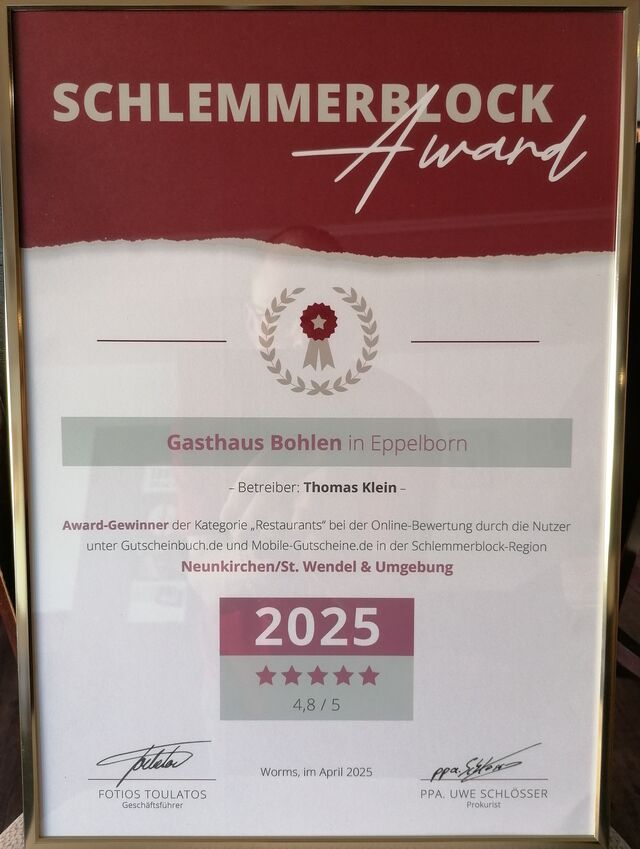 SCHLEMMERBLOCK
Award
Gasthaus Bohlen in Eppelborn
– Betreiber: Thomas Klein –
Award-Gewinner der Kategorie „Restaurants“ bei der Online-Bewertung durch die Nutzer
unter Gutscheinbuch.de und Mobile-Gutscheine.de in der Schlemmerblock-Region
Neunkirchen/St. Wendel & Umgebung
2025
4,8 / 5
Worms, im April 2025
FOTIOS TOULATOS
Geschäftsführer
ppa.
PPA. UWE SCHLÖSSER
Prokurist